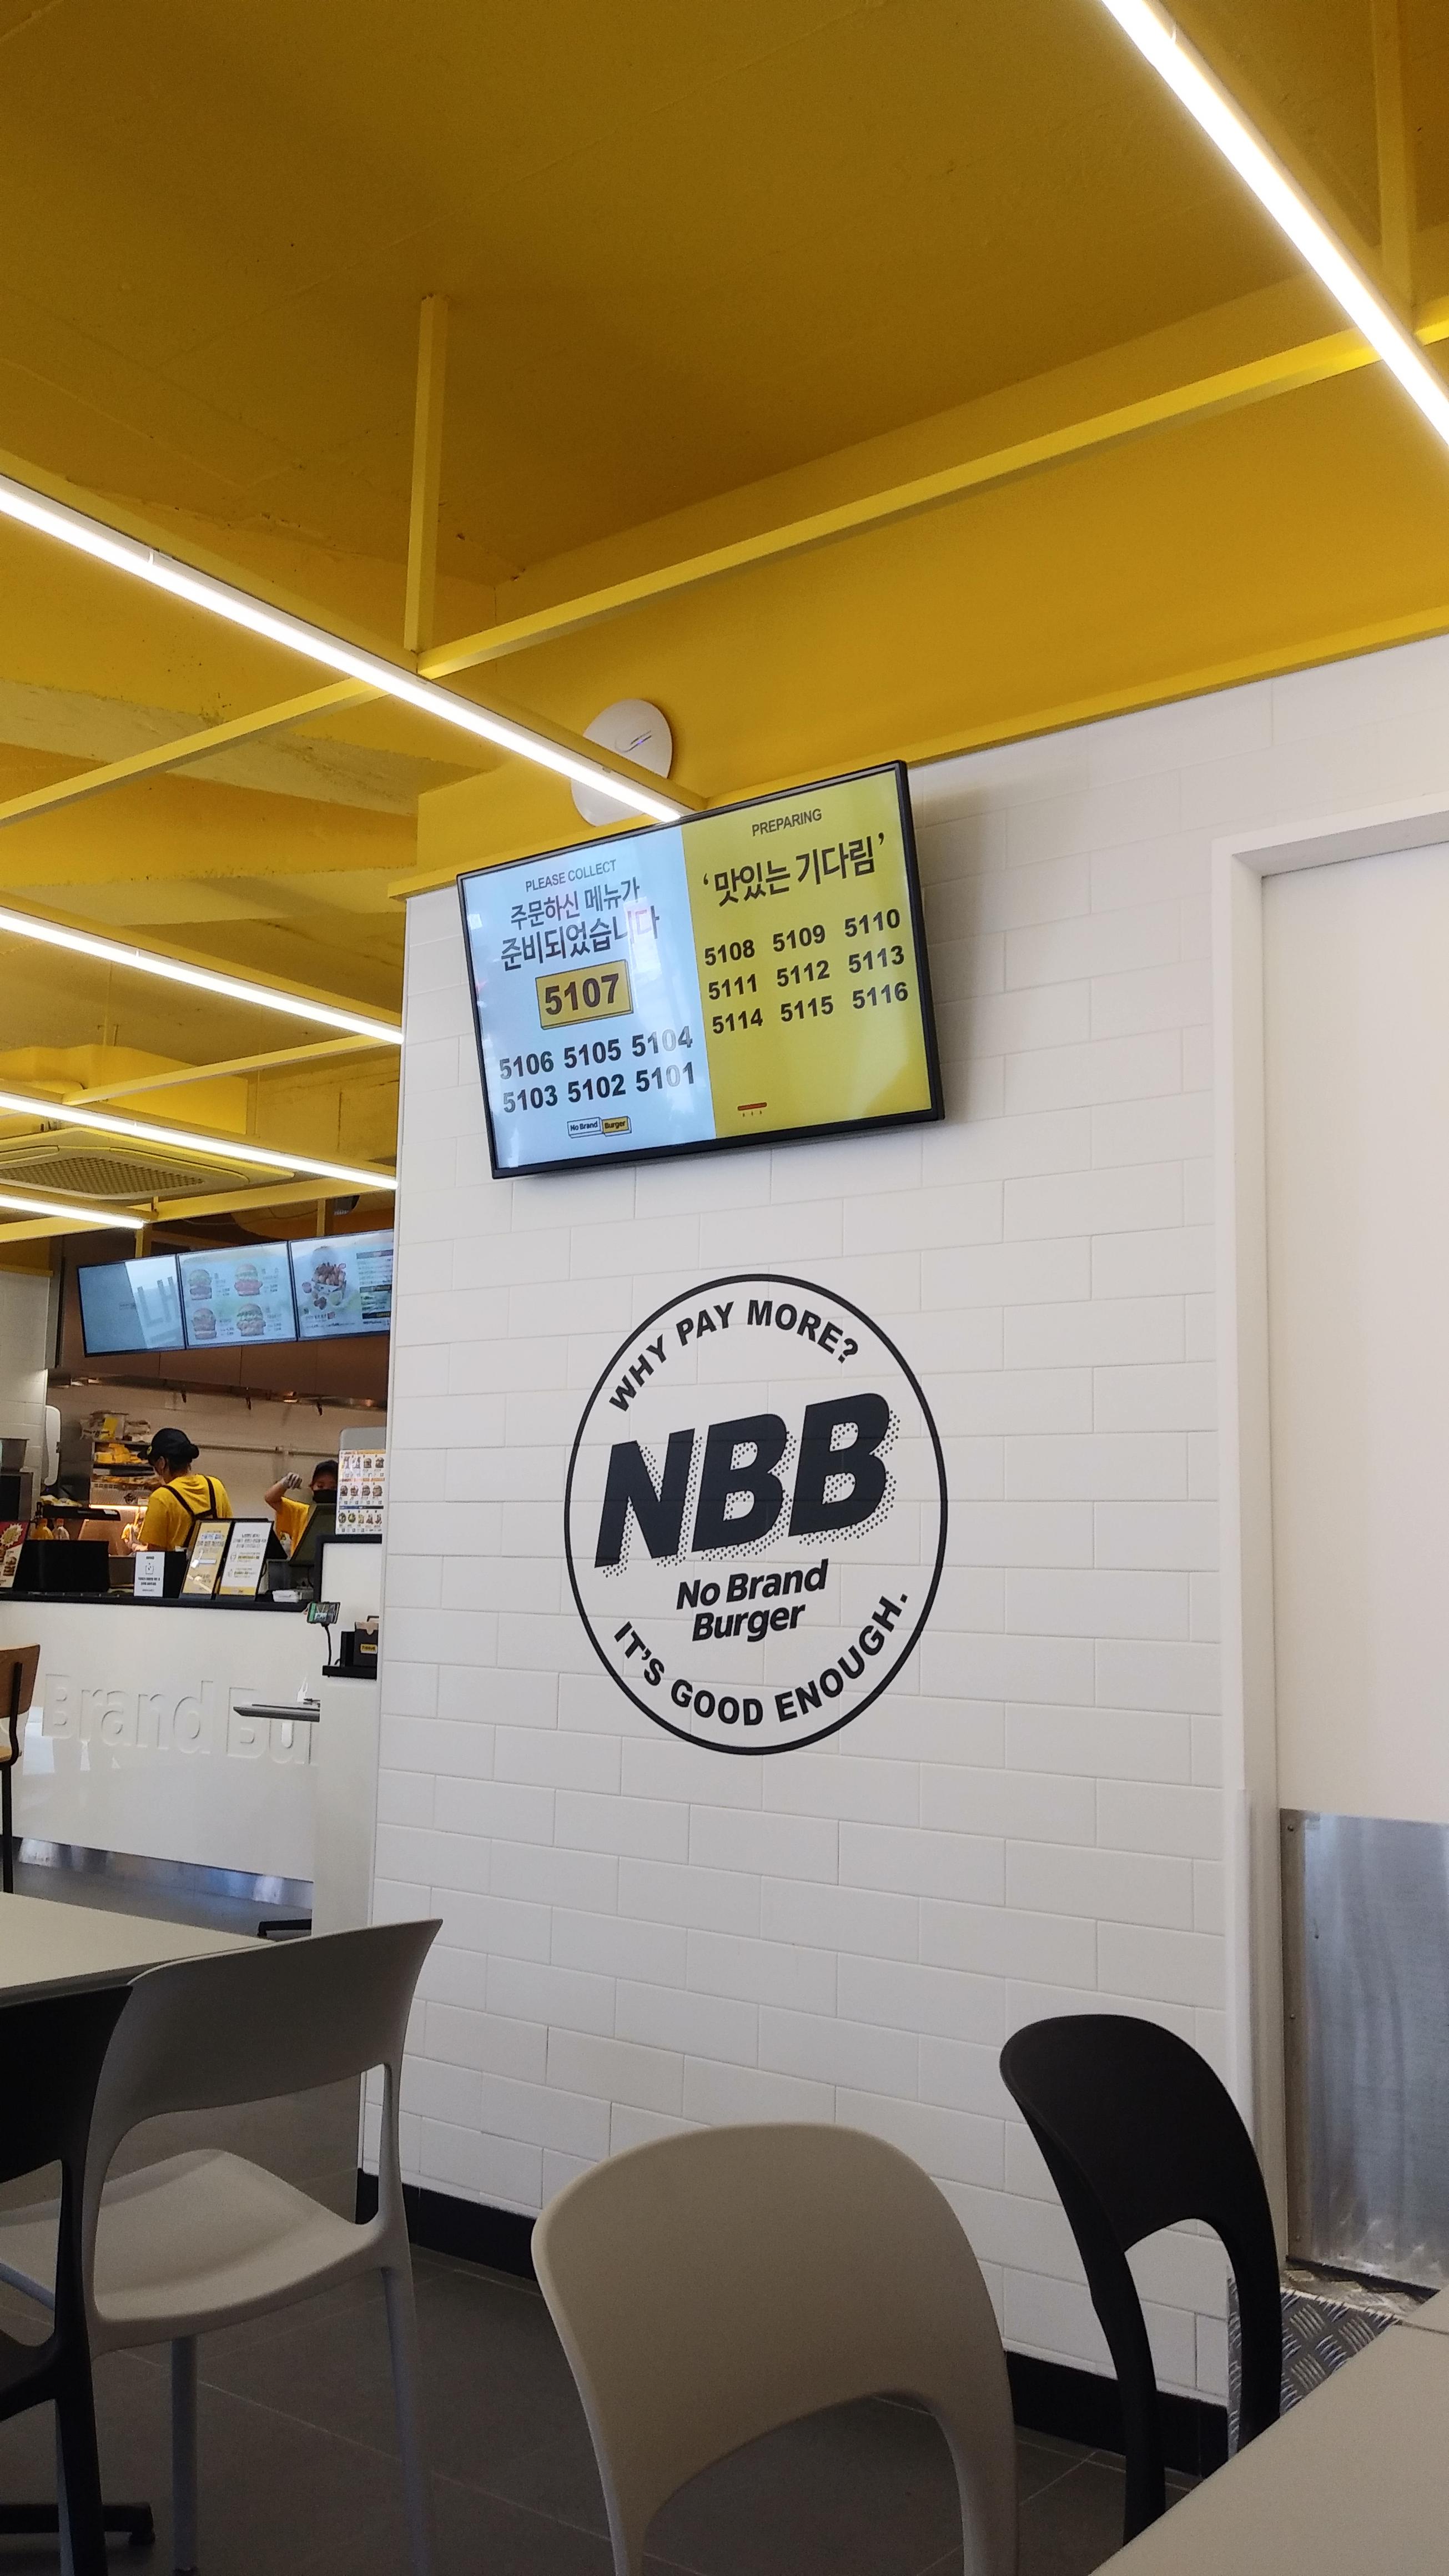 PLEASE COLLECT
주문하신 메뉴가
준비되었습니다
5107
5106 5105 5104
5103 5102 5101
No Brand Burger
PREPARING
‘맛있는 기다림’
5108 5109 5110
5111 5112 5113
5114 5115 5116
WHY PAY MORE?
NBB
No Brand
Burger
IT'S GOOD ENOUGH.
Brand Bu